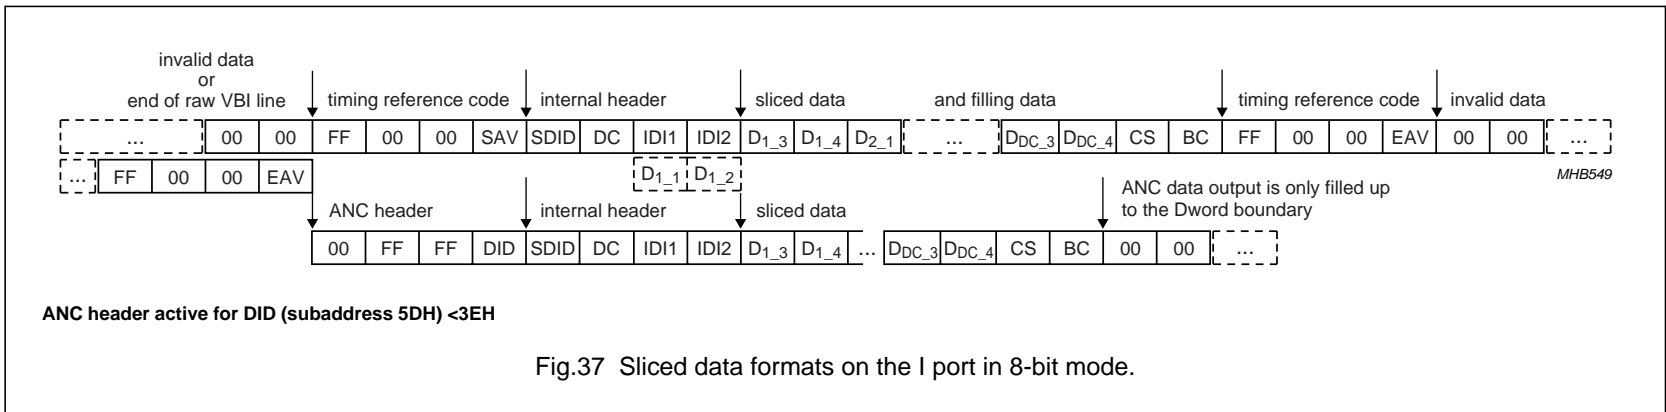 invalid data
or
end of raw VBI line
timing reference code
internal header
sliced data
and filling data
timing reference code
invalid data
... 00 00 FF 00 00 SAV SDID DC IDI1 IDI2 D1_3 D1_4 D2_1 ... DDC_3 DDC_4 CS BC FF 00 00 EAV 00 00 ...
... FF 00 00 EAV D1_1 D1_2
MHB549
ANC header
internal header
sliced data
ANC data output is only filled up
to the Dword boundary
00 FF FF DID SDID DC IDI1 IDI2 D1_3 D1_4 ... DDC_3 DDC_4 CS BC 00 00 ...
ANC header active for DID (subaddress 5DH) <3EH
Fig.37 Sliced data formats on the I port in 8-bit mode.